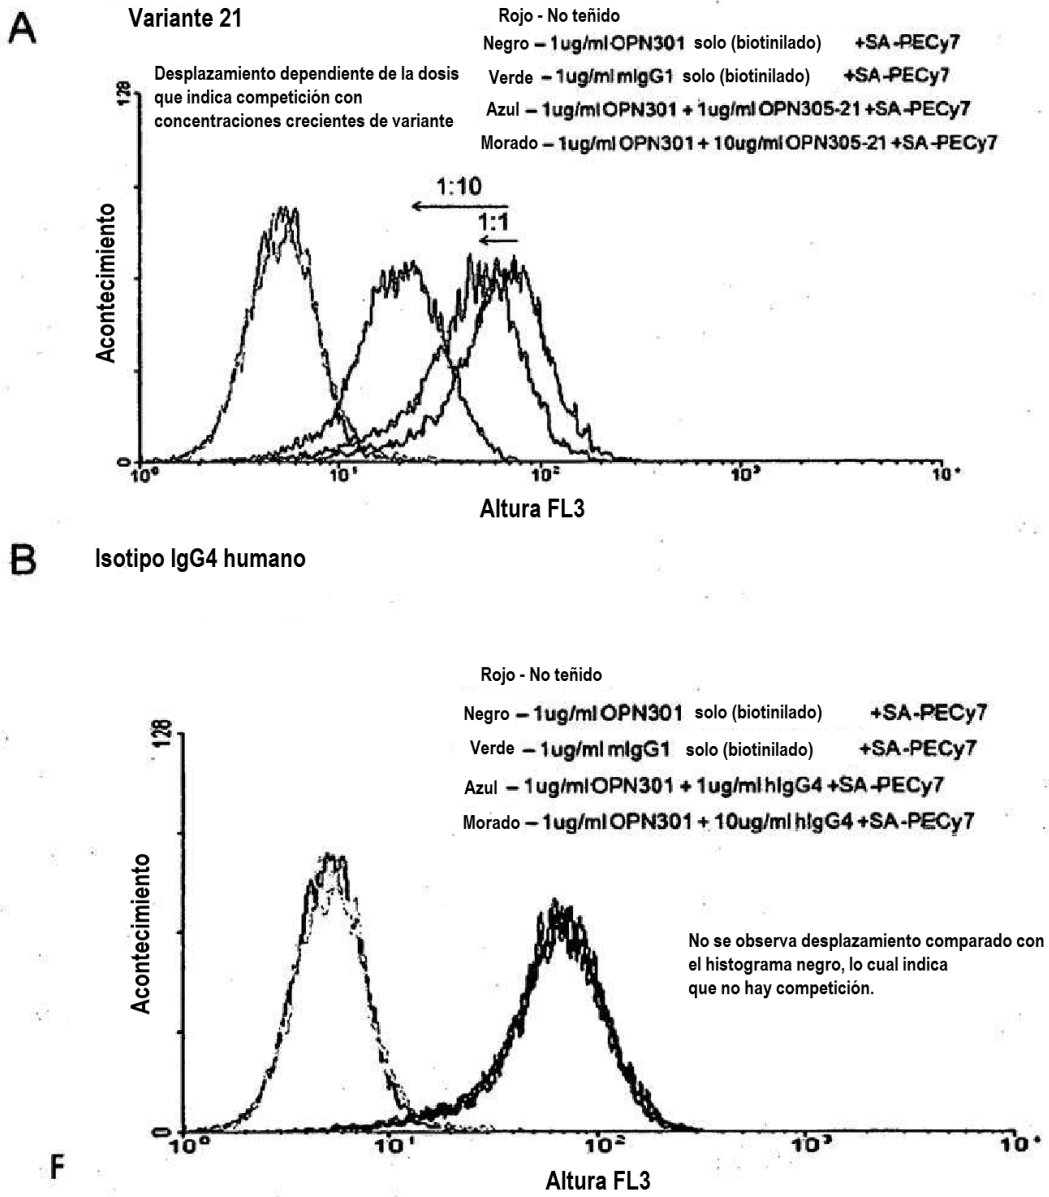 A
Variante 21
Rojo - No teñido
Negro – 1ug/ml OPN301 solo (biotinilado) +SA-PECy7
Verde – 1ug/ml mIgG1 solo (biotinilado) +SA-PECy7
Azul – 1ug/ml OPN301 + 1ug/ml OPN305-21 +SA-PECy7
Morado – 1ug/ml OPN301 + 10ug/ml OPN305-21 +SA-PECy7
Desplazamiento dependiente de la dosis
que indica competición con
concentraciones crecientes de variante
128
1:10
1:1
Acontecimiento
0
10⁰ 10¹ 10² 10³ 10⁴
Altura FL3
B
Isotipo IgG4 humano
Rojo - No teñido
Negro – 1ug/ml OPN301 solo (biotinilado) +SA-PECy7
Verde – 1ug/ml mIgG1 solo (biotinilado) +SA-PECy7
Azul – 1ug/ml OPN301 + 1ug/ml hIgG4 +SA-PECy7
Morado – 1ug/ml OPN301 + 10ug/ml hIgG4 +SA-PECy7
128
Acontecimiento
No se observa desplazamiento comparado con
el histograma negro, lo cual indica
que no hay competición.
0
10⁰ 10¹ 10² 10³ 10⁴
F
Altura FL3